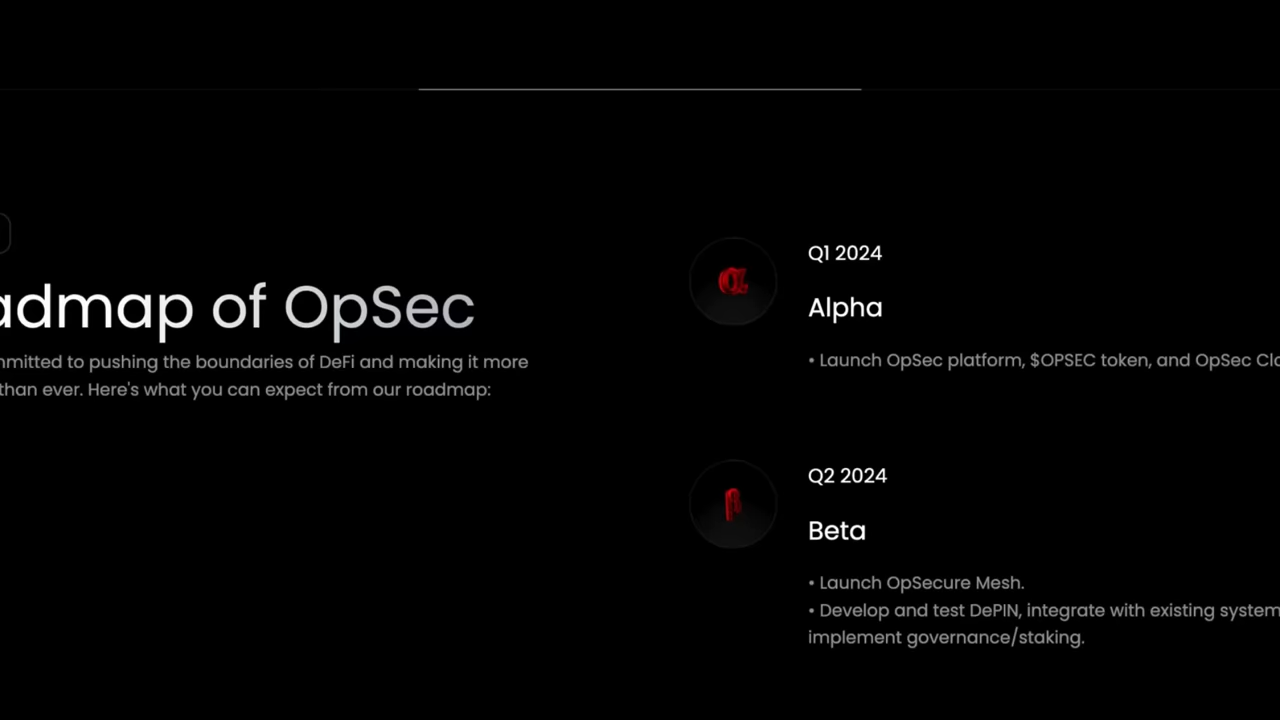 admap of OpSec
mmitted to pushing the boundaries of DeFi and making it more
than ever. Here's what you can expect from our roadmap:
Q1 2024
Alpha
• Launch OpSec platform, $OPSEC token, and OpSec Clo
Q2 2024
Beta
• Launch OpSecure Mesh.
• Develop and test DePIN, integrate with existing system
implement governance/staking.